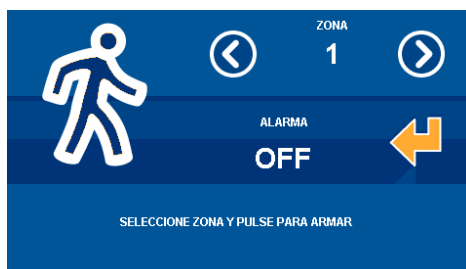 ZONA
1
ALARMA
OFF
SELECCIONE ZONA Y PULSE PARA ARMAR